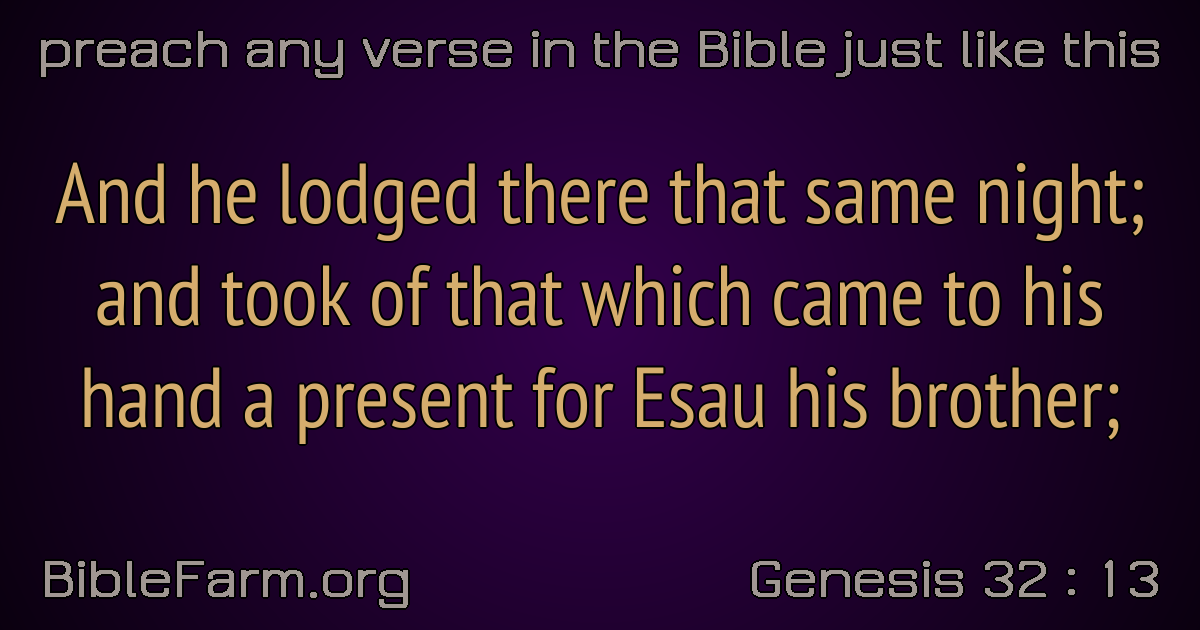 preach any verse in the Bible just like this
And he lodged there that same night;
and took of that which came to his
hand a present for Esau his brother;
BibleFarm.org
Genesis 32 : 13